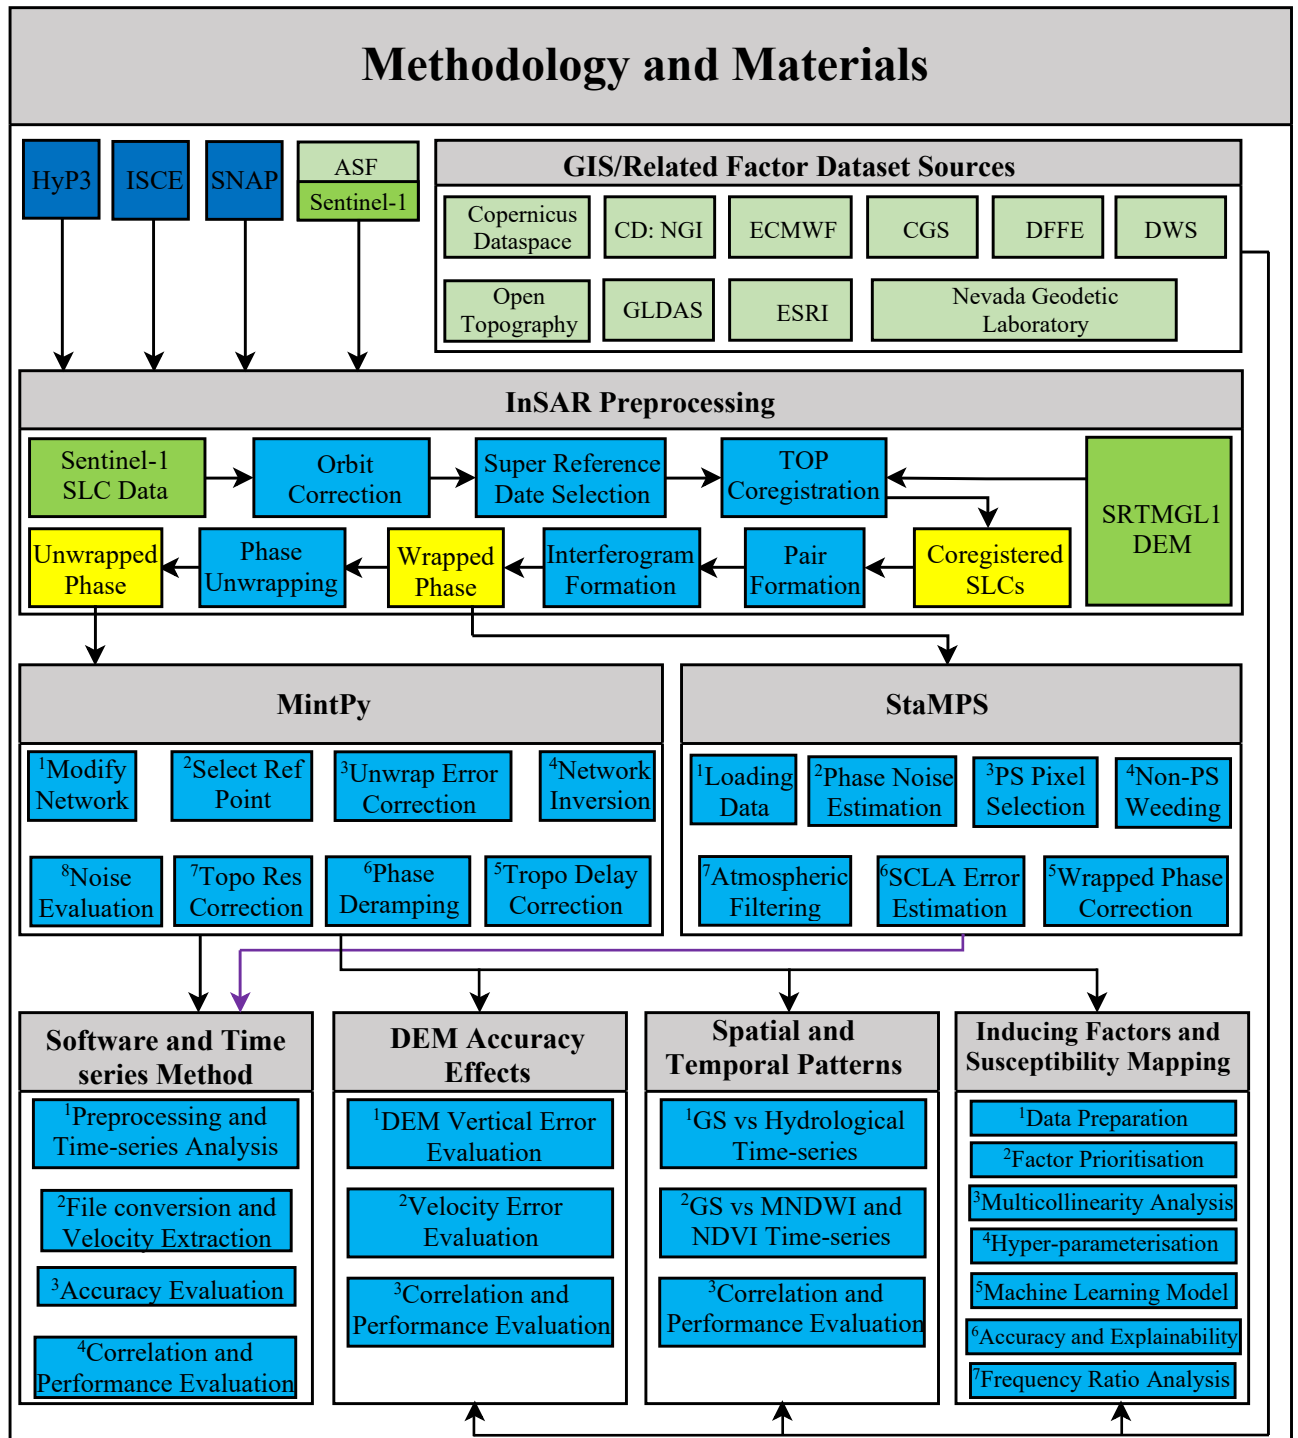 Methodology and Materials
HyP3
ISCE
SNAP
ASF
Sentinel-1
GIS/Related Factor Dataset Sources
Copernicus
Dataspace
CD: NGI
ECMWF
CGS
DFFE
DWS
Open
Topography
GLDAS
ESRI
Nevada Geodetic
Laboratory
InSAR Preprocessing
Sentinel-1
SLC Data
Orbit
Correction
Super Reference
Date Selection
TOP
Coregistration
SRTMGL1
DEM
Unwrapped
Phase
Phase
Unwrapping
Wrapped
Phase
Interferogram
Formation
Pair
Formation
Coregistered
SLCs
MintPy
¹Modify
Network
²Select Ref
Point
³Unwrap Error
Correction
⁴Network
Inversion
⁸Noise
Evaluation
⁷Topo Res
Correction
⁶Phase
Deramping
⁵Tropo Delay
Correction
StaMPS
¹Loading
Data
²Phase Noise
Estimation
³PS Pixel
Selection
⁴Non-PS
Weeding
⁷Atmospheric
Filtering
⁶SCLA Error
Estimation
⁵Wrapped Phase
Correction
Software and Time
series Method
¹Preprocessing and
Time-series Analysis
²File conversion and
Velocity Extraction
³Accuracy Evaluation
⁴Correlation and
Performance Evaluation
DEM Accuracy
Effects
¹DEM Vertical Error
Evaluation
²Velocity Error
Evaluation
³Correlation and
Performance Evaluation
Spatial and
Temporal Patterns
¹GS vs Hydrological
Time-series
²GS vs MNDWI and
NDVI Time-series
³Correlation and
Performance Evaluation
Inducing Factors and
Susceptibility Mapping
¹Data Preparation
²Factor Prioritisation
³Multicollinearity Analysis
⁴Hyper-parameterisation
⁵Machine Learning Model
⁶Accuracy and Explainability
⁷Frequency Ratio Analysis